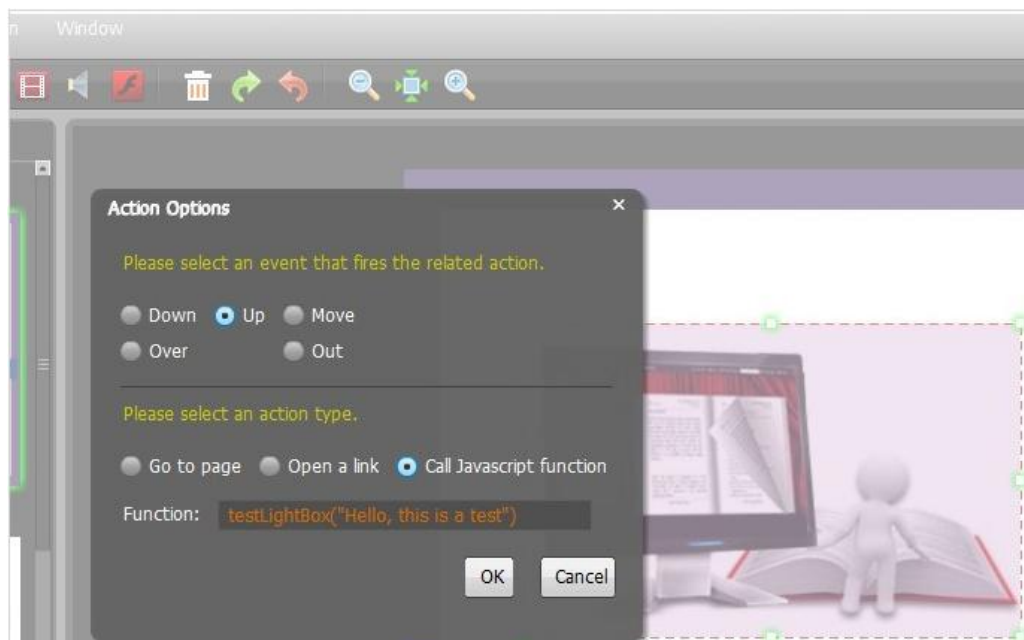 n Window
Action Options
Please select an event that fires the related action.
Down Up Move
Over Out
Please select an action type.
Go to page Open a link Call Javascript function
Function: testLightBox("Hello, this is a test")
OK Cancel